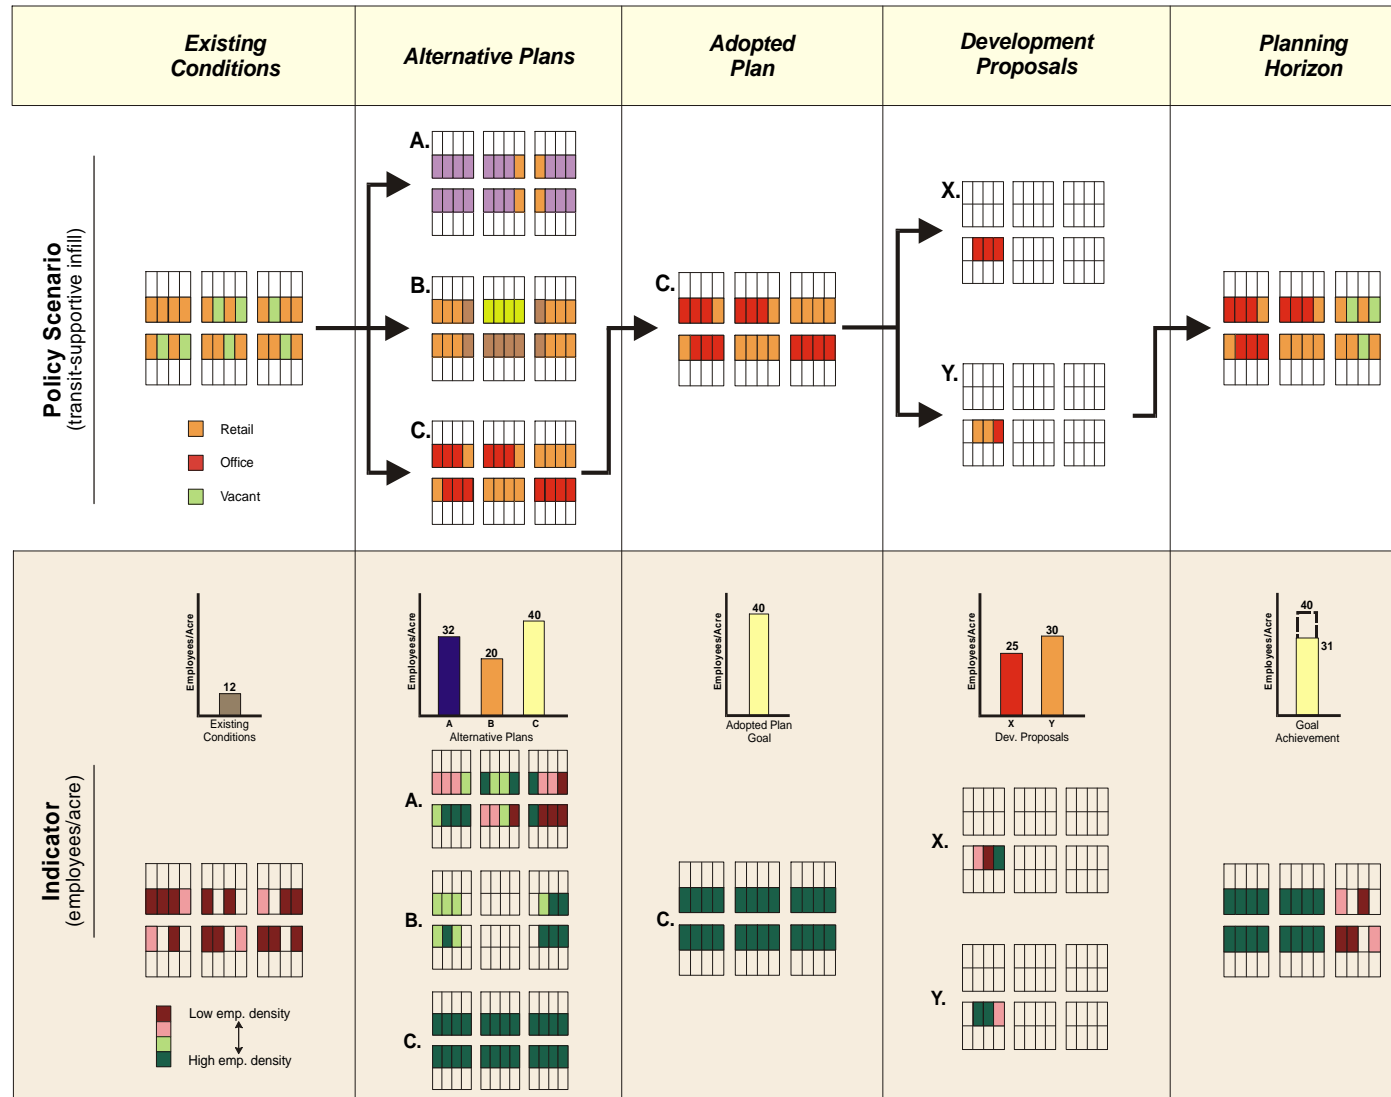 Existing
Conditions
Alternative Plans
Adopted
Plan
Development
Proposals
Planning
Horizon
Policy Scenario
(transit-supportive infill)
A.
B.
C.
C.
X.
Y.
Retail
Office
Vacant
Indicator
(employees/acre)
Employees/Acre
12
Existing
Conditions
Employees/Acre
32
20
40
A
B
C
Alternative Plans
Employees/Acre
40
Adopted Plan
Goal
Employees/Acre
25
30
X
Y
Dev. Proposals
Employees/Acre
40
31
Goal
Achievement
A.
B.
C.
C.
X.
Y.
Low emp. density
High emp. density